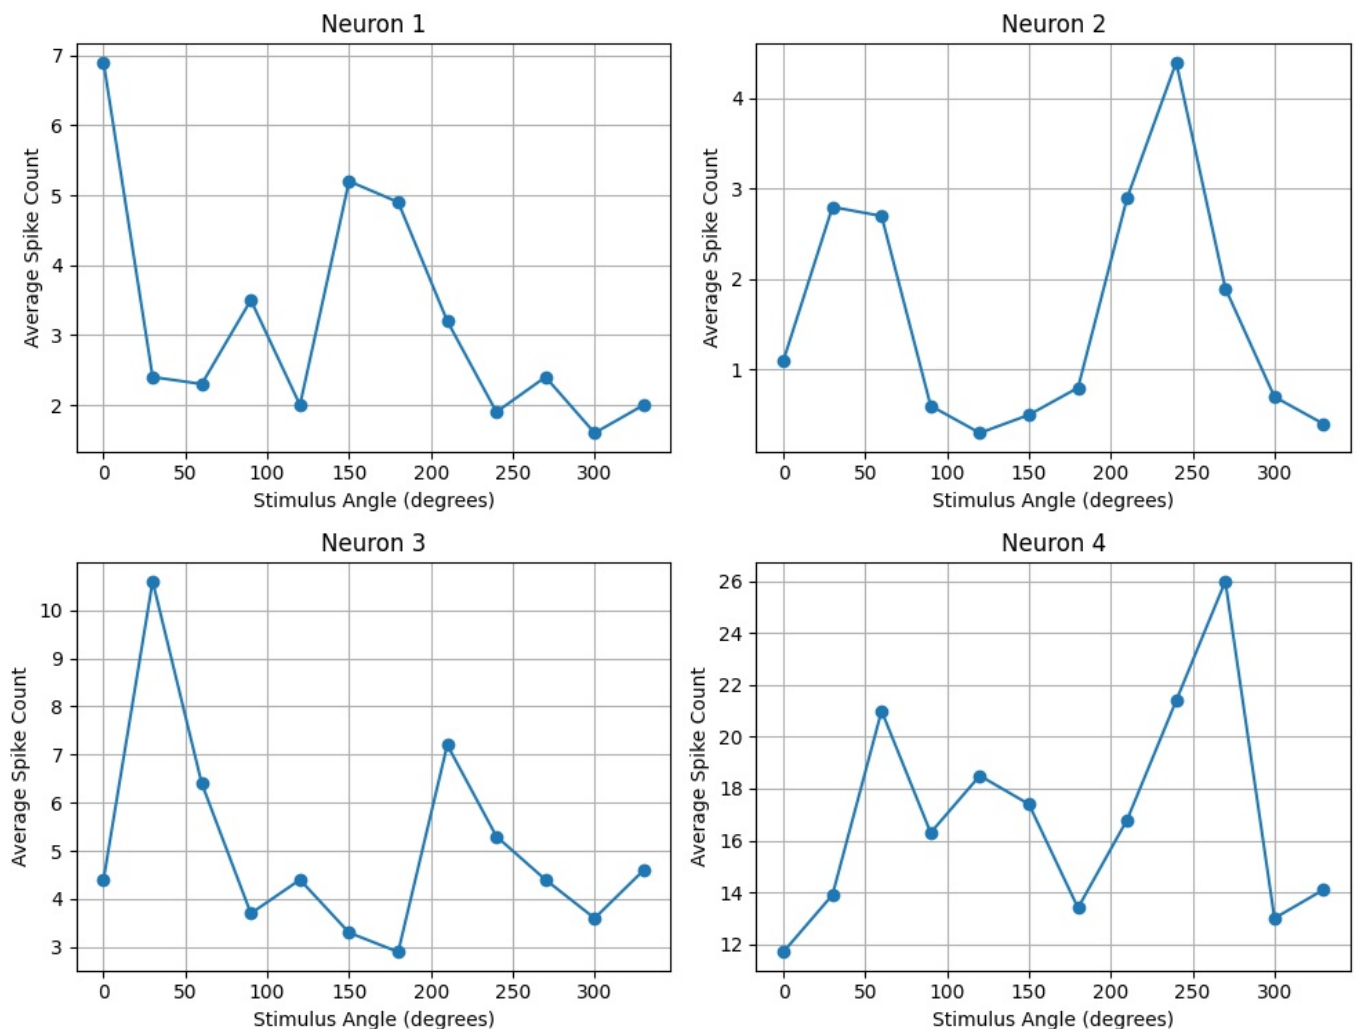 Neuron 1
7
6
5
4
3
2
Average Spike Count
0 50 100 150 200 250 300
Stimulus Angle (degrees)
Neuron 2
4
3
2
1
Average Spike Count
0 50 100 150 200 250 300
Stimulus Angle (degrees)
Neuron 3
10
9
8
7
6
5
4
3
Average Spike Count
0 50 100 150 200 250 300
Stimulus Angle (degrees)
Neuron 4
26
24
22
20
18
16
14
12
Average Spike Count
0 50 100 150 200 250 300
Stimulus Angle (degrees)